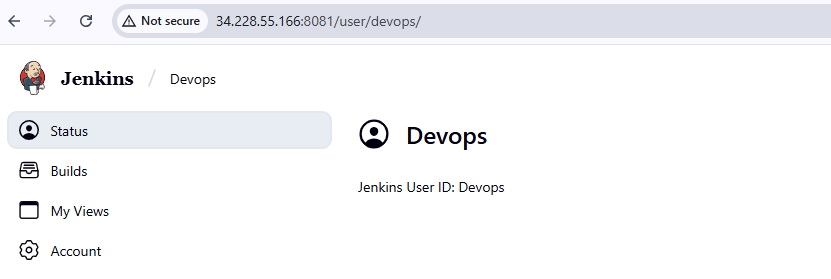 Not secure 34.228.55.166:8081/user/devops/
Jenkins / Devops
Status
Devops
Builds
Jenkins User ID: Devops
My Views
Account